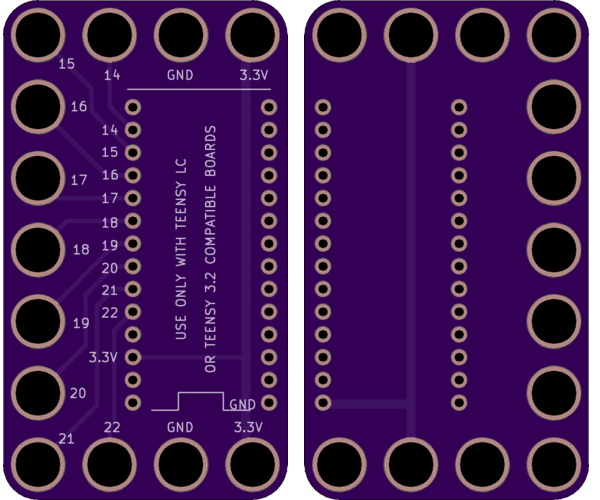 15
14
GND
3.3V
16
14
15
16
17
17
18
18
19
20
21
22
19
3.3V
20
GND
21
22
GND
3.3V
USE ONLY WITH TEENSY LC
OR TEENSY 3.2 COMPATIBLE BOARDS